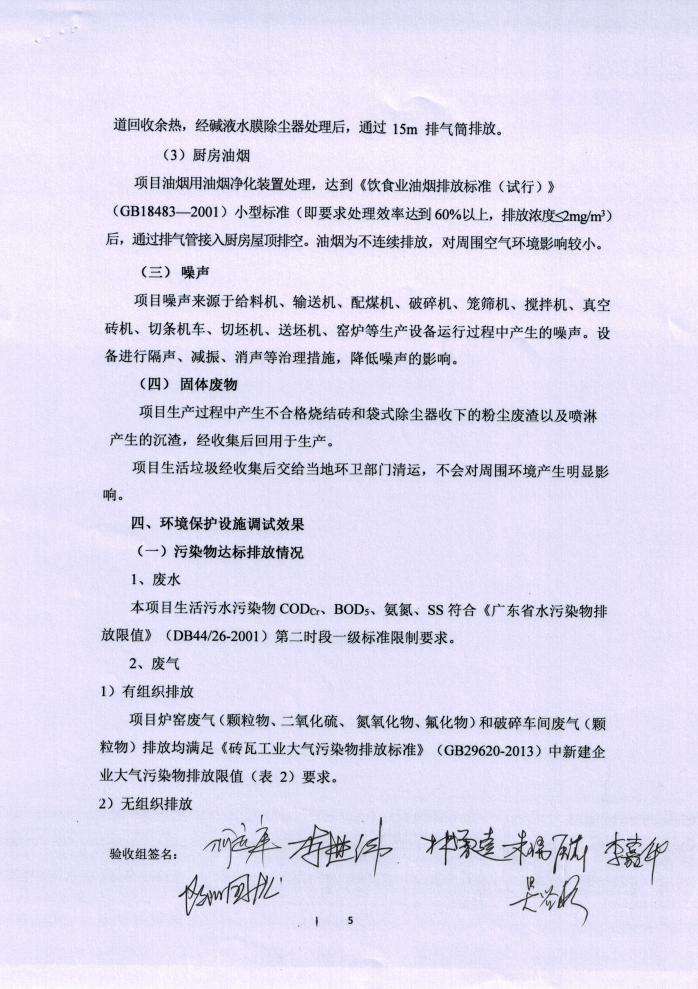 道回收余热，经碱液水膜除尘器处理后，通过 15m 排气筒排放。
（3）厨房油烟
项目油烟用油烟净化装置处理，达到《饮食业油烟排放标准（试行）》
（GB18483—2001）小型标准（即要求处理效率达到 60%以上，排放浓度≤2mg/m³）
后，通过排气管接入厨房屋顶排空。油烟为不连续排放，对周围空气环境影响较小。
（三） 噪声
项目噪声来源于给料机、输送机、配煤机、破碎机、笼筛机、搅拌机、真空
砖机、切条机车、切坯机、送坯机、窑炉等生产设备运行过程中产生的噪声。设
备进行隔声、减振、消声等治理措施，降低噪声的影响。
（四） 固体废物
项目生产过程中产生不合格烧结砖和袋式除尘器收下的粉尘废渣以及喷淋
产生的沉渣，经收集后回用于生产。
项目生活垃圾经收集后交给当地环卫部门清运，不会对周围环境产生明显影
响。
四、环境保护设施调试效果
（一）污染物达标排放情况
1、废水
本项目生活污水污染物 CODCr、BOD₅、氨氮、SS 符合《广东省水污染物排
放限值》（DB44/26-2001）第二时段一级标准限制要求。
2、废气
1）有组织排放
项目炉窑废气（颗粒物、二氧化硫、 氮氧化物、氟化物）和破碎车间废气（颗
粒物）排放均满足《砖瓦工业大气污染物排放标准》（GB29620-2013）中新建企
业大气污染物排放限值（表 2）要求。
2）无组织排放
验收组签名： 李进伟
5